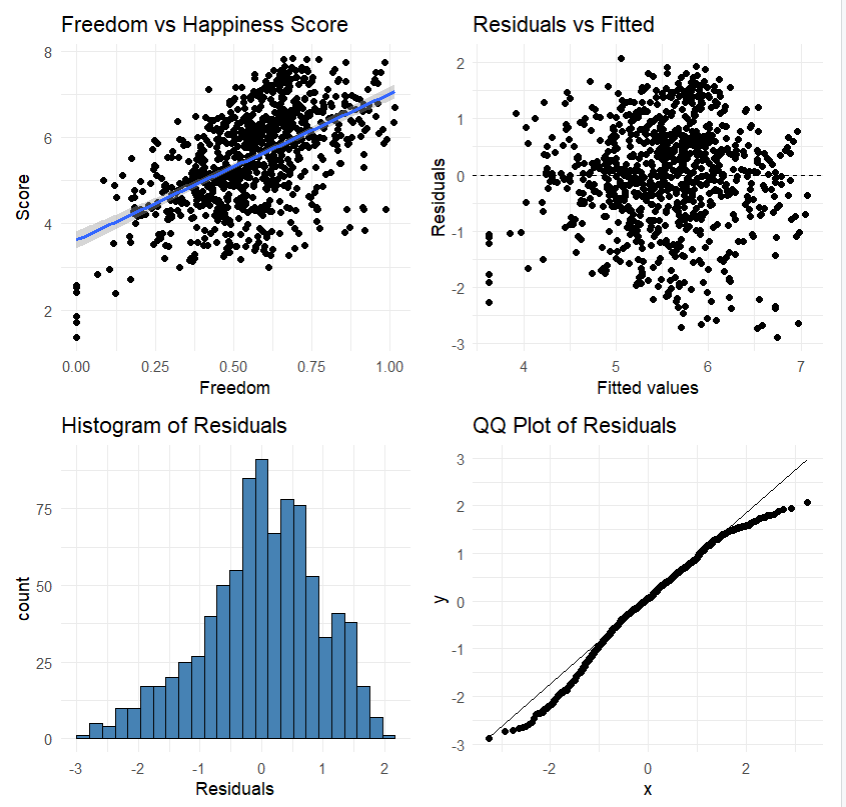 Freedom vs Happiness Score
8
6
4
2
Score
0.00 0.25 0.50 0.75 1.00
Freedom
Residuals vs Fitted
2
1
0
-1
-2
-3
Residuals
4 5 6 7
Fitted values
Histogram of Residuals
75
50
25
0
count
-3 -2 -1 0 1 2
Residuals
QQ Plot of Residuals
3
2
1
0
-1
-2
-3
y
-2 0 2
x